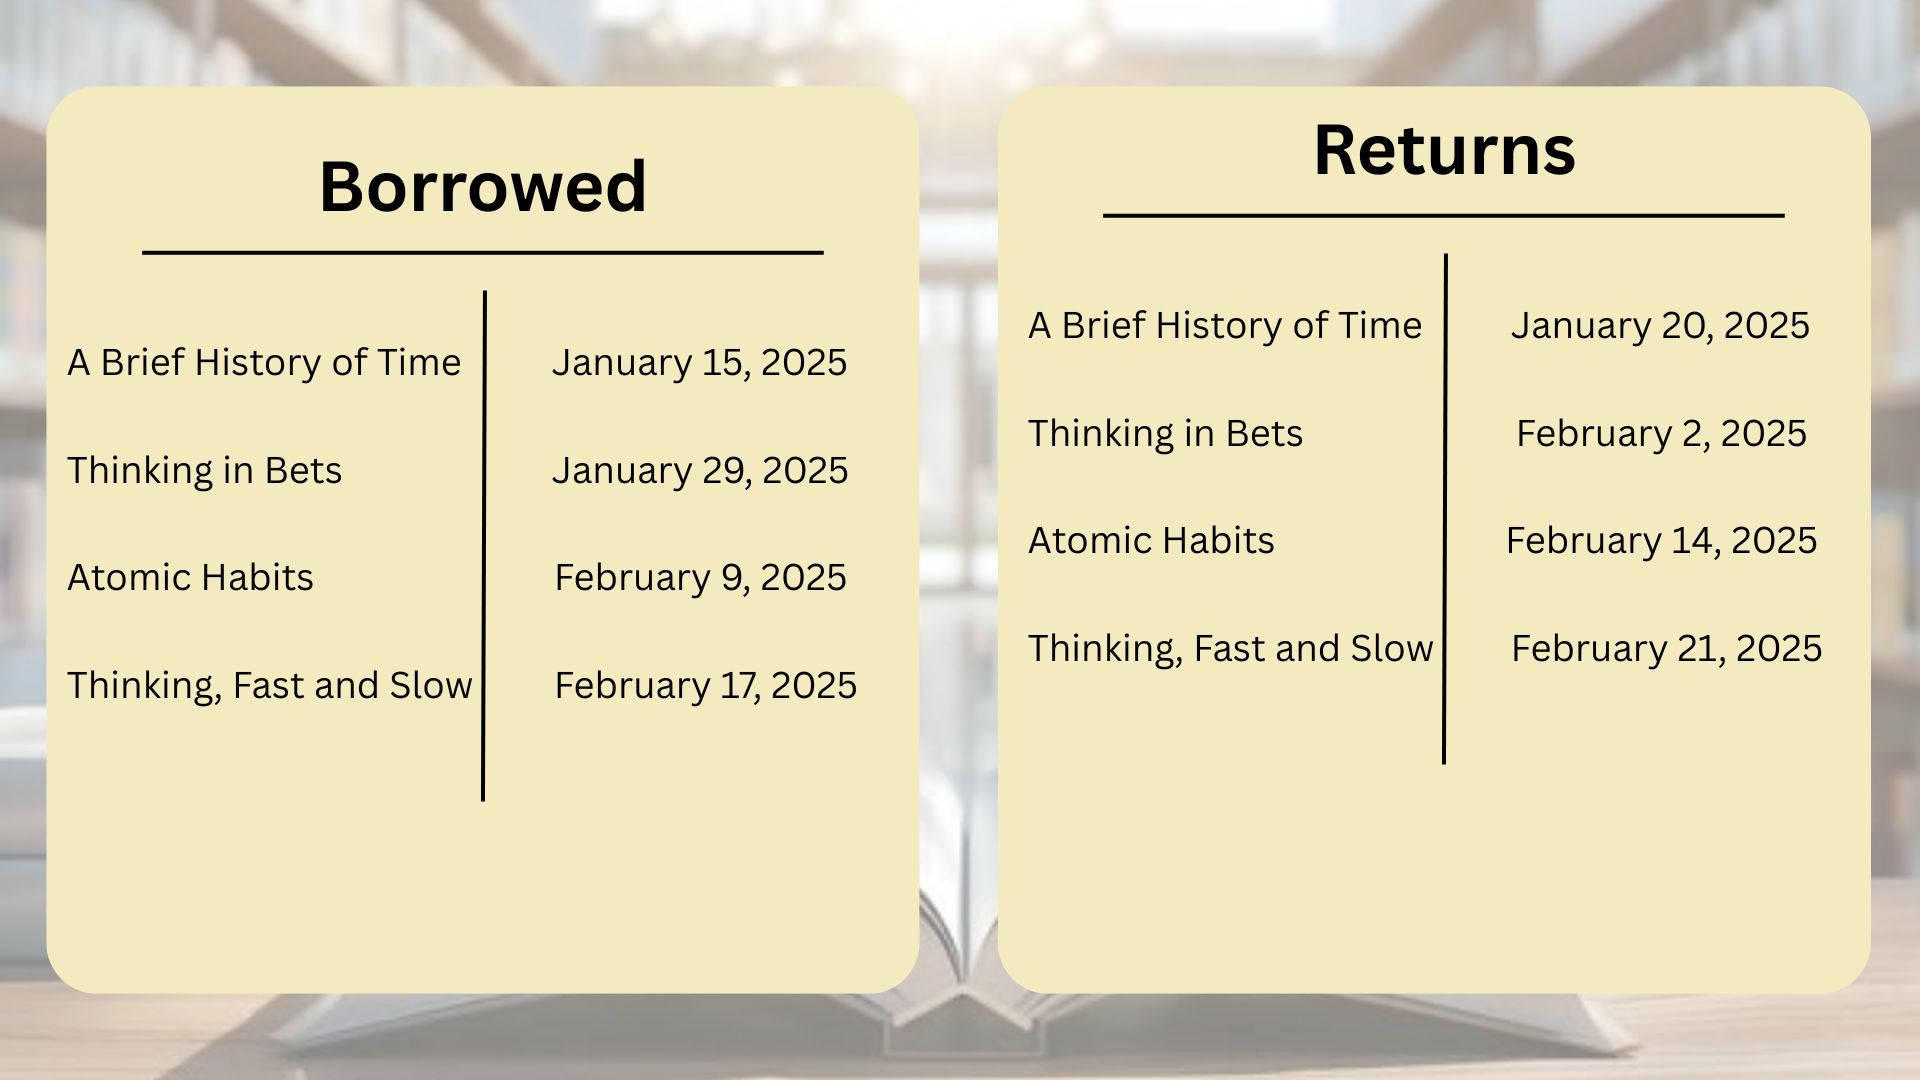 Borrowed
A Brief History of Time January 15, 2025
Thinking in Bets January 29, 2025
Atomic Habits February 9, 2025
Thinking, Fast and Slow February 17, 2025
Returns
A Brief History of Time January 20, 2025
Thinking in Bets February 2, 2025
Atomic Habits February 14, 2025
Thinking, Fast and Slow February 21, 2025